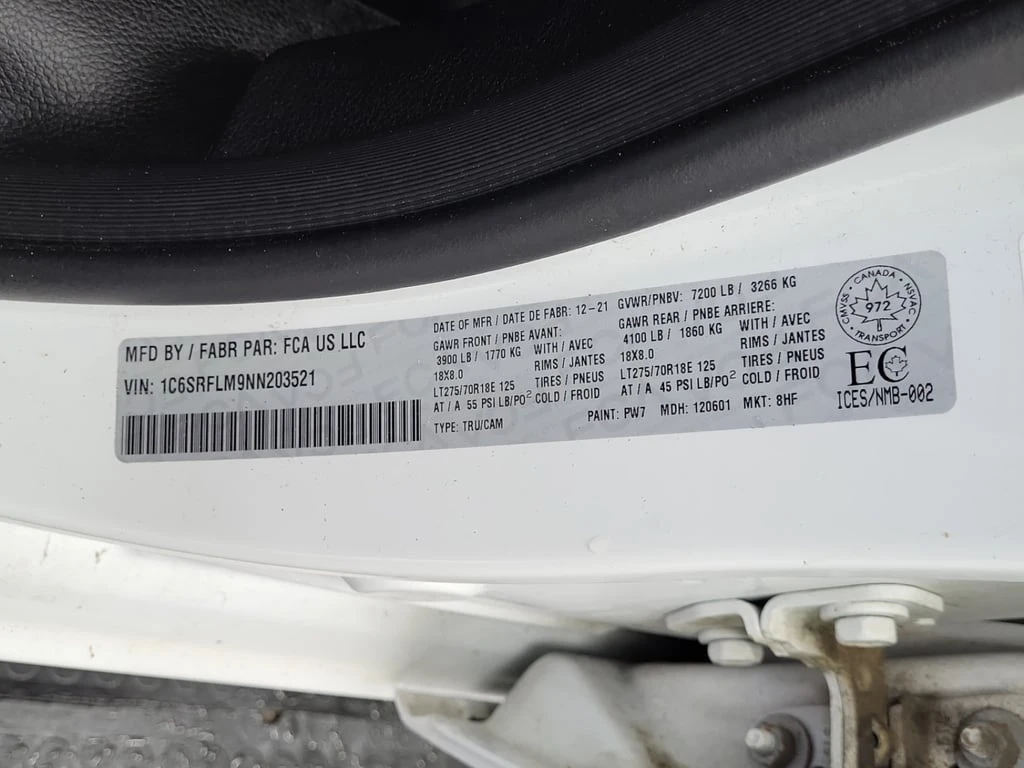 MFD BY / FABR PAR: FCA US LLC
VIN: 1C6SRFLM9NN203521
DATE OF MFR / DATE DE FABR: 12-21
GAWR FRONT / PNBE AVANT:
3900 LB / 1770 KG WITH / AVEC
18X8.0 RIMS / JANTES
LT275/70R18E 125 TIRES / PNEUS
AT / A 55 PSI LB/PO² COLD / FROID
TYPE: TRU/CAM
GVWR/PNBV: 7200 LB / 3266 KG
GAWR REAR / PNBE ARRIERE:
4100 LB / 1860 KG WITH / AVEC
18X8.0 RIMS / JANTES
LT275/70R18E 125 TIRES / PNEUS
AT / A 45 PSI LB/PO² COLD / FROID
PAINT: PW7 MDH: 120601 MKT: 8HF
CMVSS · CANADA · NSVAC
972
· TRANSPORT ·
EC
ICES/NMB-002